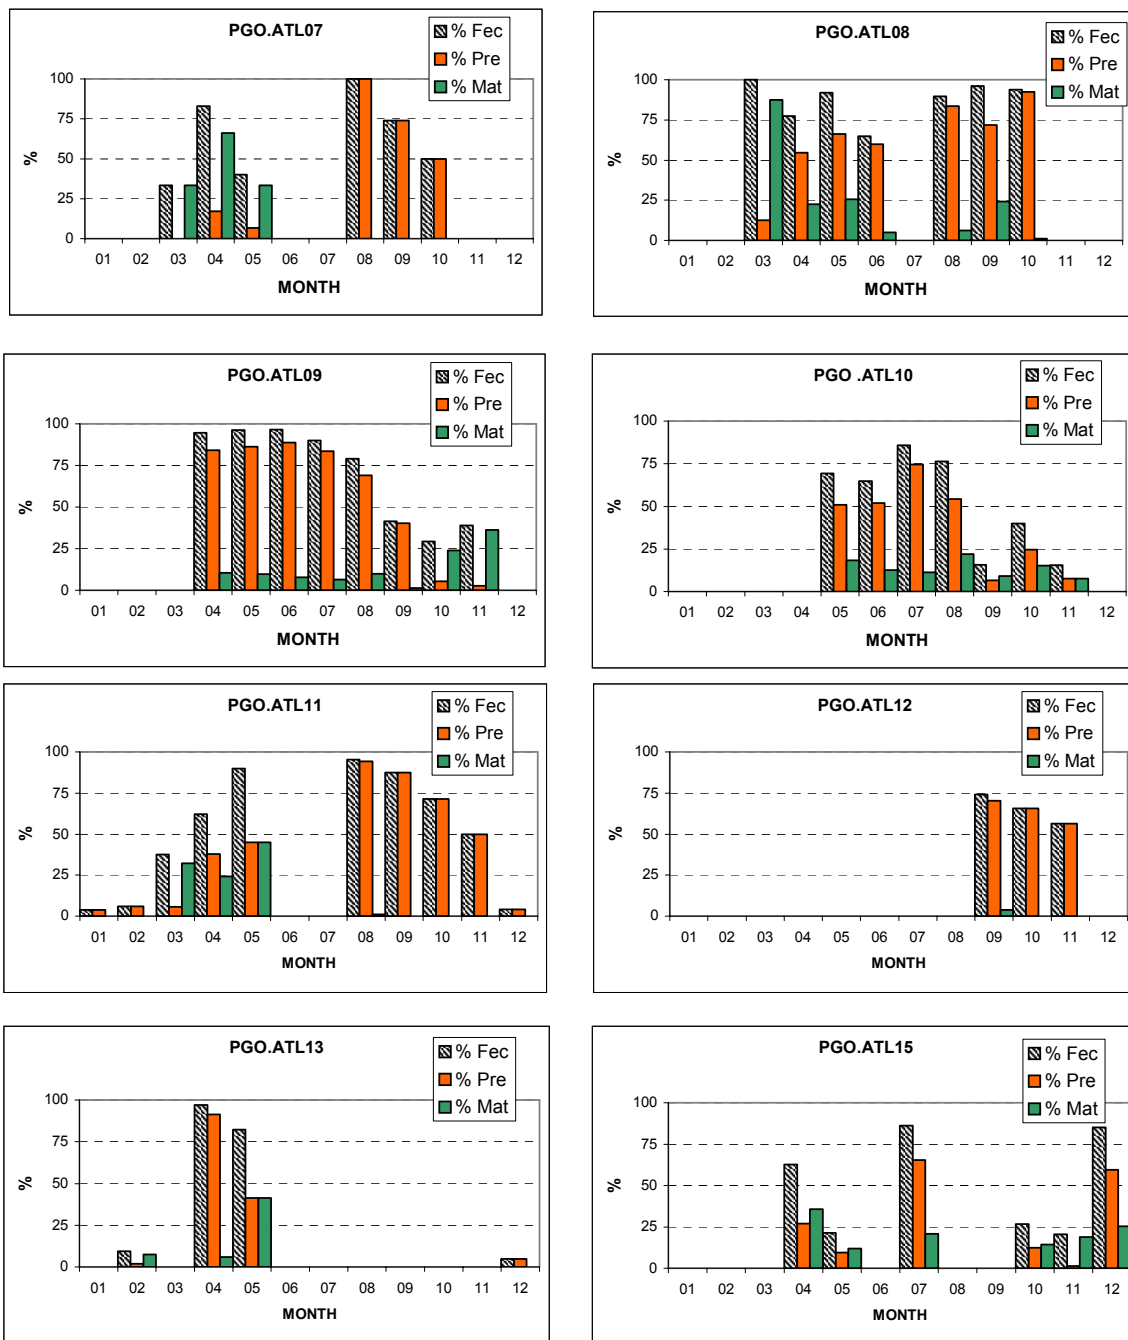 PGO.ATL07
% Fec
% Pre
% Mat
100
75
50
25
0
%
01 02 03 04 05 06 07 08 09 10 11 12
MONTH
PGO.ATL08
% Fec
% Pre
% Mat
100
75
50
25
0
%
01 02 03 04 05 06 07 08 09 10 11 12
MONTH
PGO.ATL09
% Fec
% Pre
% Mat
100
75
50
25
0
%
01 02 03 04 05 06 07 08 09 10 11 12
MONTH
PGO .ATL10
% Fec
% Pre
% Mat
100
75
50
25
0
%
01 02 03 04 05 06 07 08 09 10 11 12
MONTH
PGO.ATL11
% Fec
% Pre
% Mat
100
75
50
25
0
%
01 02 03 04 05 06 07 08 09 10 11 12
MONTH
PGO.ATL12
% Fec
% Pre
% Mat
100
75
50
25
0
%
01 02 03 04 05 06 07 08 09 10 11 12
MONTH
PGO.ATL13
% Fec
% Pre
% Mat
100
75
50
25
0
%
01 02 03 04 05 06 07 08 09 10 11 12
MONTH
PGO.ATL15
% Fec
% Pre
% Mat
100
75
50
25
0
%
01 02 03 04 05 06 07 08 09 10 11 12
MONTH